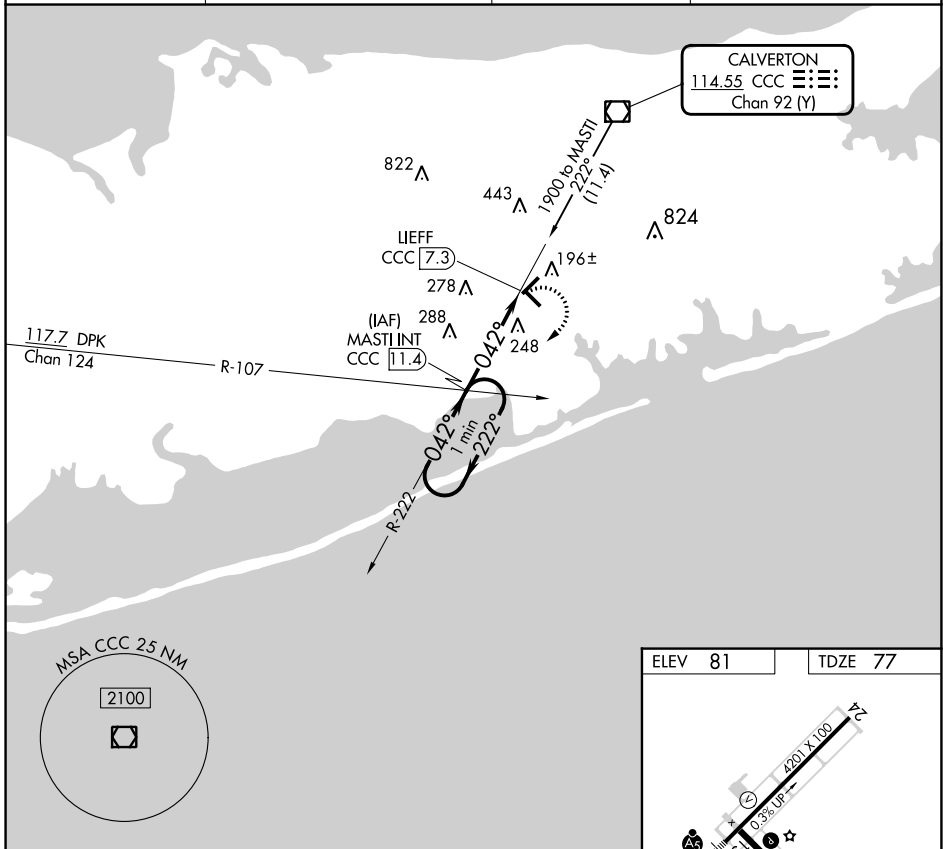 CALVERTON
114.55 CCC
Chan 92 (Y)
1900 to MASTI
222°
(11.4)
822
443
824
LIEFF
CCC 7.3
196±
278
(IAF)
MASTI INT
CCC 11.4
288
248
042°
117.7 DPK
Chan 124
R-107
042°
1 min
222°
R-222
MSA CCC 25 NM
2100
ELEV 81
TDZE 77
24
4201 X 100
0.3% UP
V
A5
P